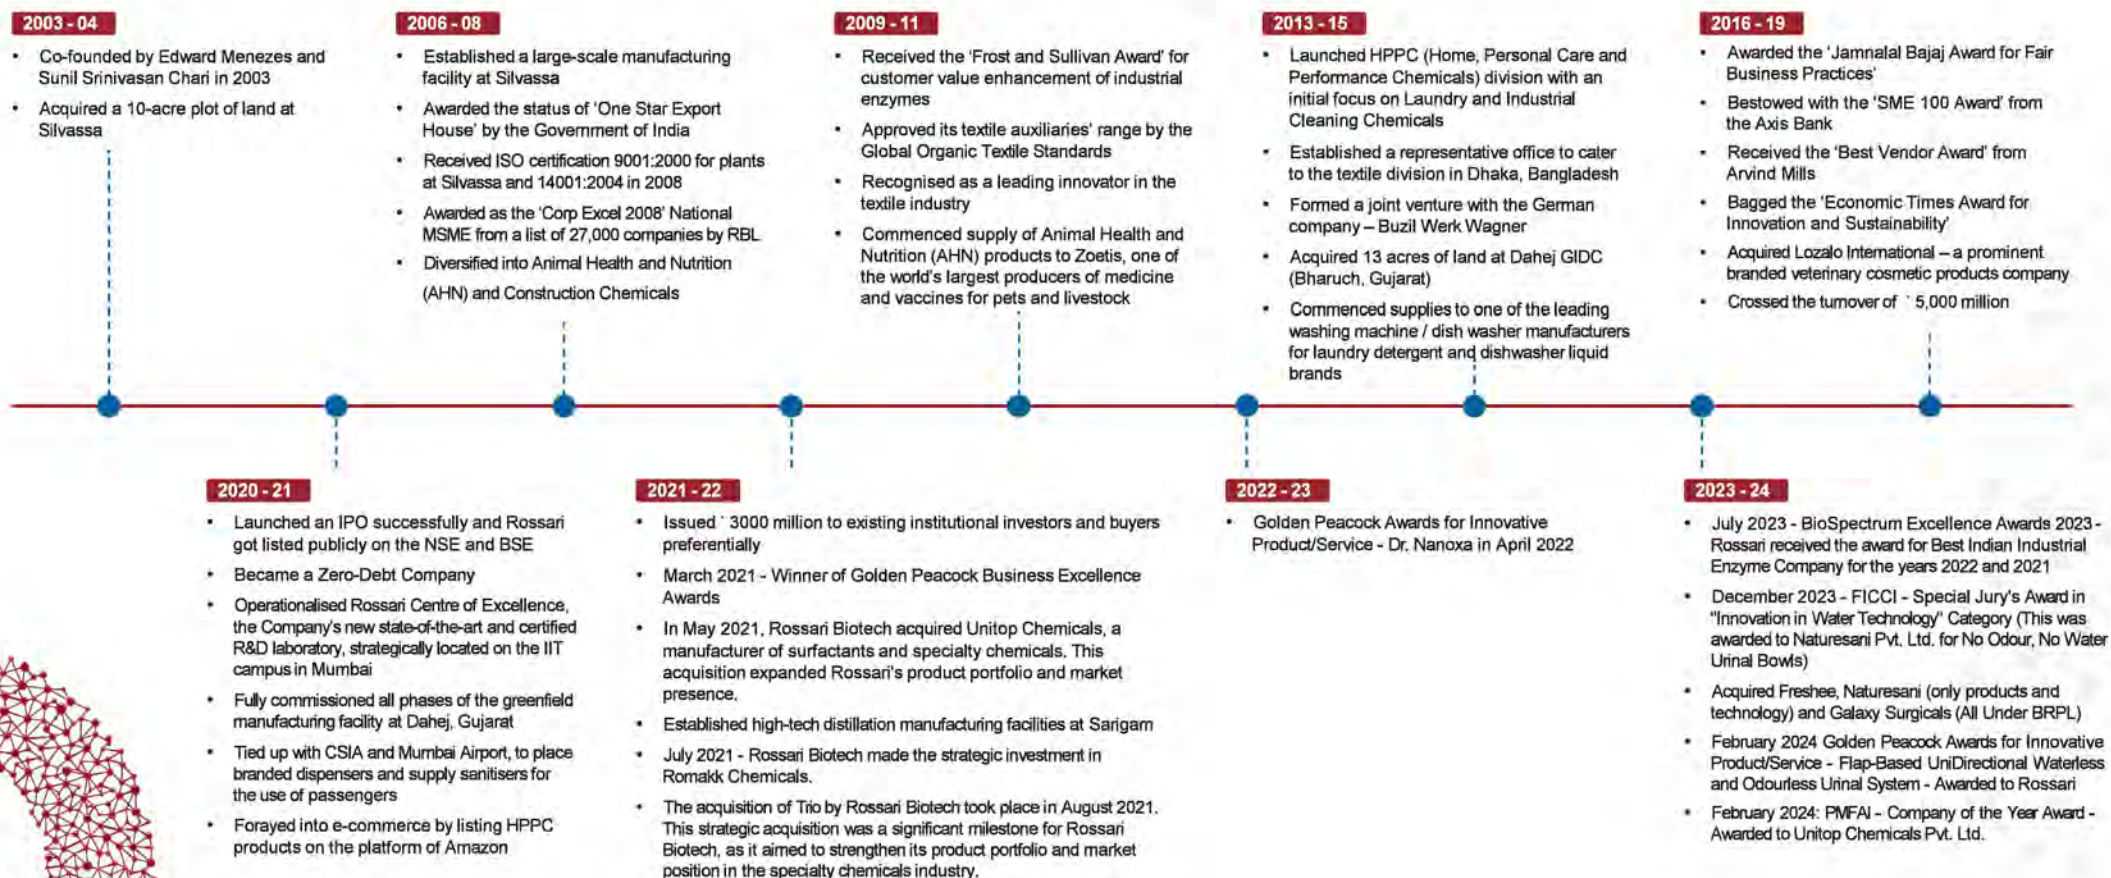 2003 - 04
• Co-founded by Edward Menezes and
Sunil Srinivasan Chari in 2003
• Acquired a 10-acre plot of land at
Silvassa
2006 - 08
• Established a large-scale manufacturing
facility at Silvassa
• Awarded the status of 'One Star Export
House' by the Government of India
• Received ISO certification 9001:2000 for plants
at Silvassa and 14001:2004 in 2008
• Awarded as the 'Corp Excel 2008' National
MSME from a list of 27,000 companies by RBL
• Diversified into Animal Health and Nutrition
(AHN) and Construction Chemicals
2009 - 11
• Received the 'Frost and Sullivan Award' for
customer value enhancement of industrial
enzymes
• Approved its textile auxiliaries' range by the
Global Organic Textile Standards
• Recognised as a leading innovator in the
textile industry
• Commenced supply of Animal Health and
Nutrition (AHN) products to Zoetis, one of
the world's largest producers of medicine
and vaccines for pets and livestock
2013 - 15
• Launched HPPC (Home, Personal Care and
Performance Chemicals) division with an
initial focus on Laundry and Industrial
Cleaning Chemicals
• Established a representative office to cater
to the textile division in Dhaka, Bangladesh
• Formed a joint venture with the German
company – Buzil Werk Wagner
• Acquired 13 acres of land at Dahej GIDC
(Bharuch, Gujarat)
• Commenced supplies to one of the leading
washing machine / dish washer manufacturers
for laundry detergent and dishwasher liquid
brands
2016 - 19
• Awarded the 'Jamnalal Bajaj Award for Fair
Business Practices'
• Bestowed with the 'SME 100 Award' from
the Axis Bank
• Received the 'Best Vendor Award' from
Arvind Mills
• Bagged the 'Economic Times Award for
Innovation and Sustainability'
• Acquired Lozalo International – a prominent
branded veterinary cosmetic products company
• Crossed the turnover of ` 5,000 million
2020 - 21
• Launched an IPO successfully and Rossari
got listed publicly on the NSE and BSE
• Became a Zero-Debt Company
• Operationalised Rossari Centre of Excellence,
the Company's new state-of-the-art and certified
R&D laboratory, strategically located on the IIT
campus in Mumbai
• Fully commissioned all phases of the greenfield
manufacturing facility at Dahej, Gujarat
• Tied up with CSIA and Mumbai Airport, to place
branded dispensers and supply sanitisers for
the use of passengers
• Forayed into e-commerce by listing HPPC
products on the platform of Amazon
2021 - 22
• Issued ` 3000 million to existing institutional investors and buyers
preferentially
• March 2021 - Winner of Golden Peacock Business Excellence
Awards
• In May 2021, Rossari Biotech acquired Unitop Chemicals, a
manufacturer of surfactants and specialty chemicals. This
acquisition expanded Rossari's product portfolio and market
presence.
• Established high-tech distillation manufacturing facilities at Sarigam
• July 2021 - Rossari Biotech made the strategic investment in
Romakk Chemicals.
• The acquisition of Trio by Rossari Biotech took place in August 2021.
This strategic acquisition was a significant milestone for Rossari
Biotech, as it aimed to strengthen its product portfolio and market
position in the specialty chemicals industry.
2022 - 23
• Golden Peacock Awards for Innovative
Product/Service - Dr. Nanoxa in April 2022
2023 - 24
• July 2023 - BioSpectrum Excellence Awards 2023 -
Rossari received the award for Best Indian Industrial
Enzyme Company for the years 2022 and 2021
• December 2023 - FICCI - Special Jury's Award in
"Innovation in Water Technology" Category (This was
awarded to Naturesani Pvt. Ltd. for No Odour, No Water
Urinal Bowls)
• Acquired Freshee, Naturesani (only products and
technology) and Galaxy Surgicals (All Under BRPL)
• February 2024 Golden Peacock Awards for Innovative
Product/Service - Flap-Based UniDirectional Waterless
and Odourless Urinal System - Awarded to Rossari
• February 2024: PMFAI - Company of the Year Award -
Awarded to Unitop Chemicals Pvt. Ltd.